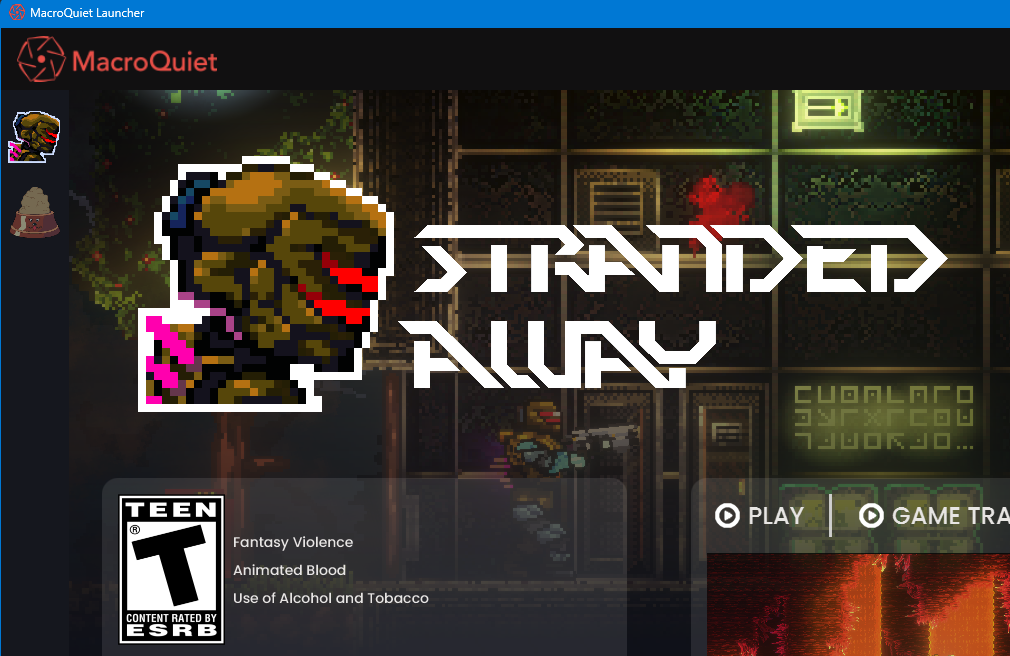 MacroQuiet Launcher
MacroQuiet
STRANDED
AWAY
TEEN
®
T
CONTENT RATED BY
ESRB
Fantasy Violence
Animated Blood
Use of Alcohol and Tobacco
PLAY
GAME TRA